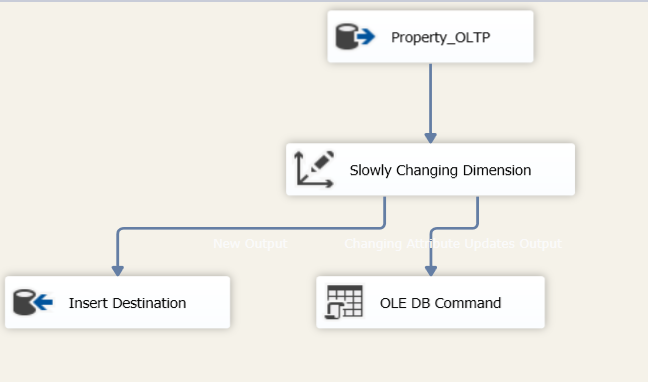 Property_OLTP
Slowly Changing Dimension
New Output
Changing Attribute Updates Output
Insert Destination
OLE DB Command